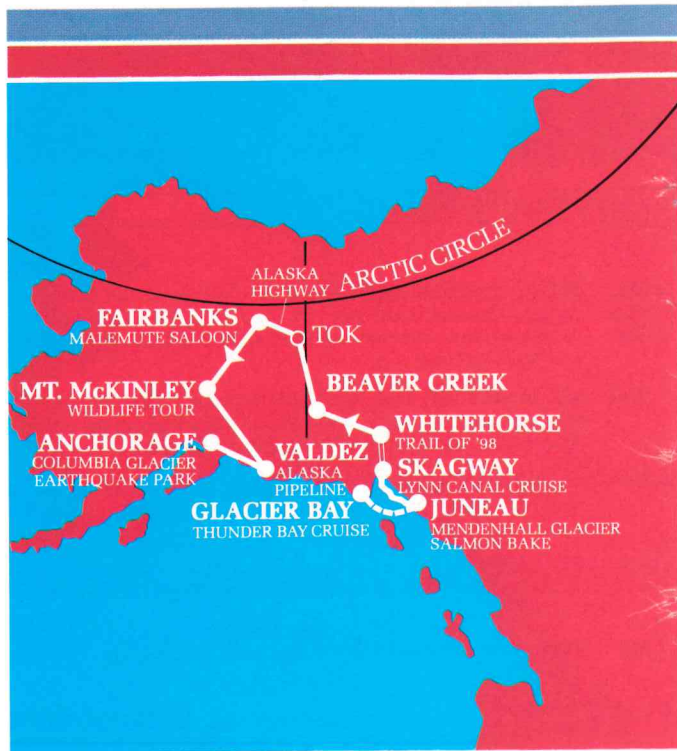 ARCTIC CIRCLE
ALASKA
HIGHWAY
FAIRBANKS
MALEMUTE SALOON
TOK
MT. McKINLEY
WILDLIFE TOUR
BEAVER CREEK
ANCHORAGE
COLUMBIA GLACIER
EARTHQUAKE PARK
WHITEHORSE
TRAIL OF '98
VALDEZ
ALASKA
PIPELINE
SKAGWAY
LYNN CANAL CRUISE
GLACIER BAY
THUNDER BAY CRUISE
JUNEAU
MENDENHALL GLACIER
SALMON BAKE